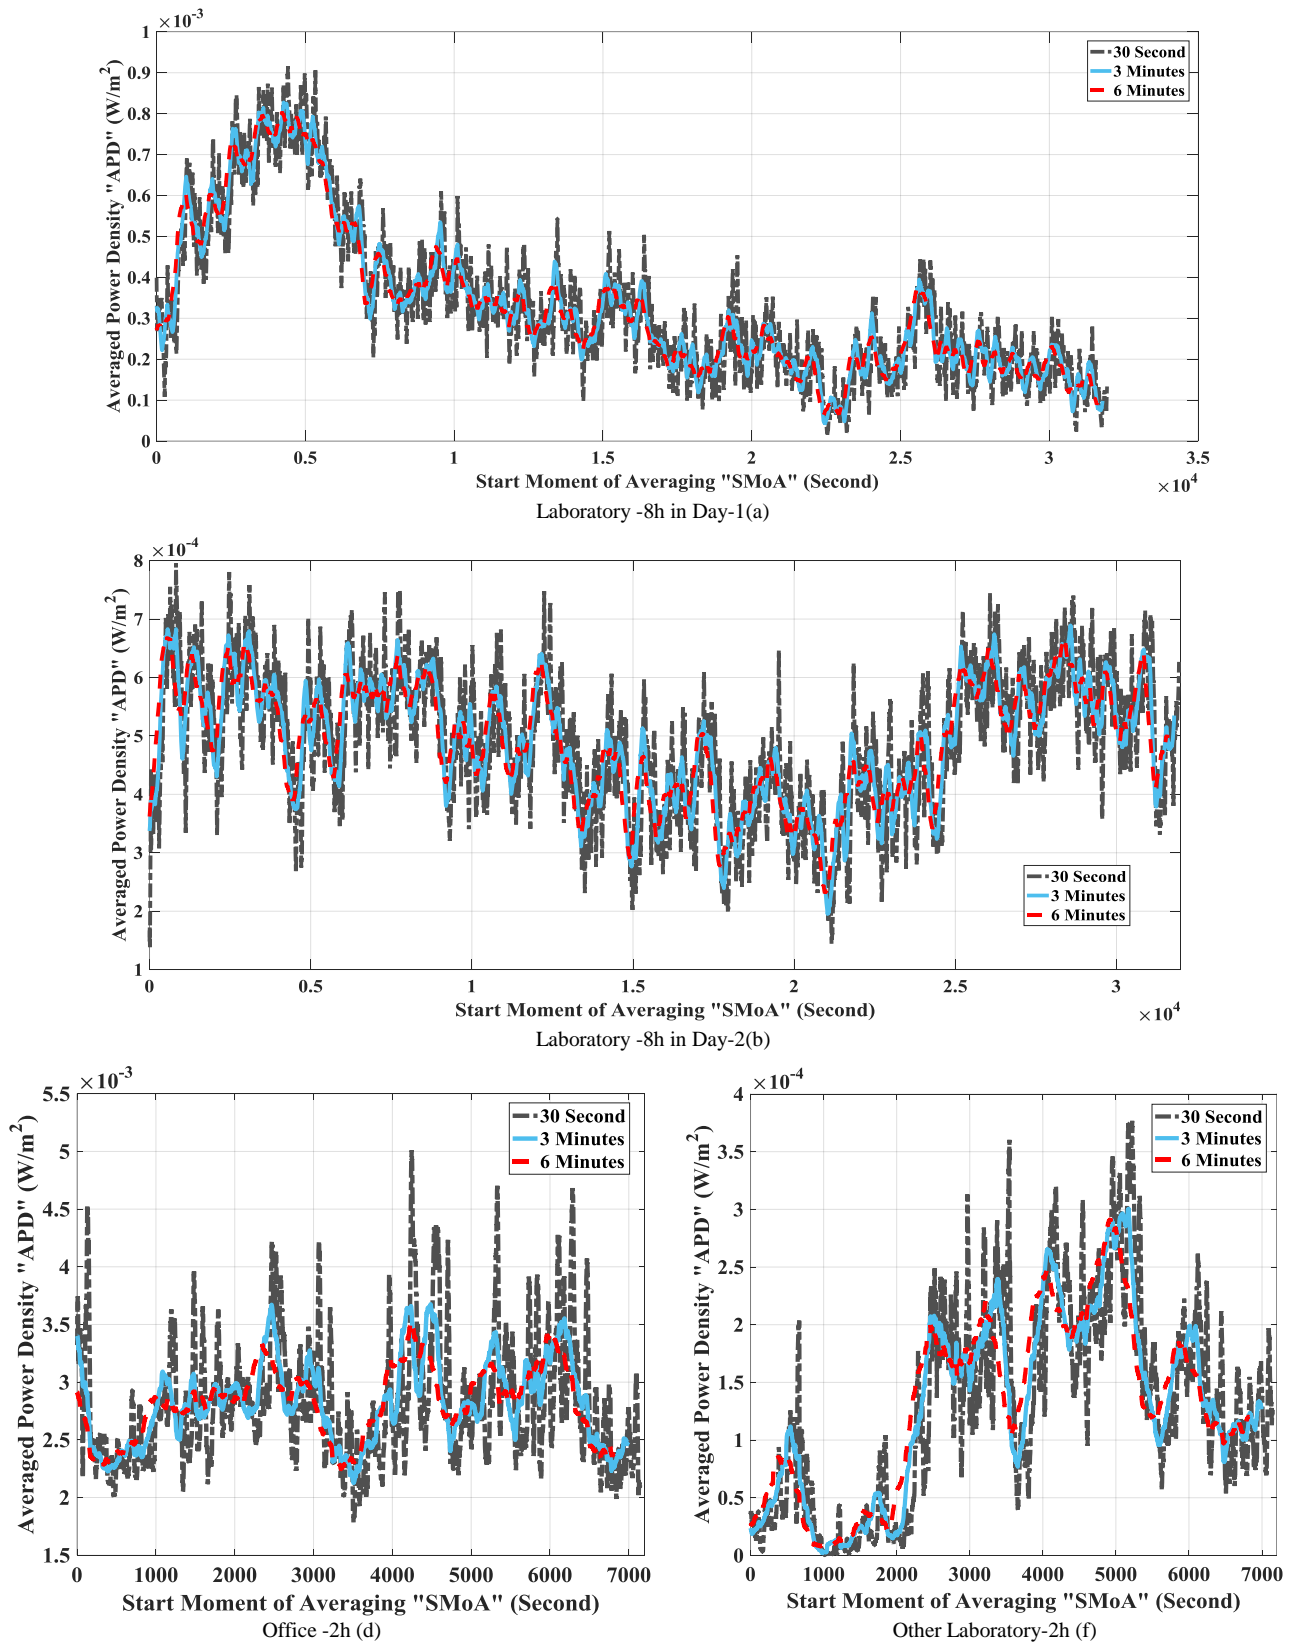 ×10-3
1
0.9
0.8
0.7
0.6
0.5
0.4
0.3
0.2
0.1
0
Averaged Power Density "APD" (W/m2)
30 Second
3 Minutes
6 Minutes
0 0.5 1 1.5 2 2.5 3 3.5
Start Moment of Averaging "SMoA" (Second)
×104
Laboratory -8h in Day-1(a)
×10-4
8
7
6
5
4
3
2
1
Averaged Power Density "APD" (W/m2)
30 Second
3 Minutes
6 Minutes
0 0.5 1 1.5 2 2.5 3
Start Moment of Averaging "SMoA" (Second)
×104
Laboratory -8h in Day-2(b)
×10-3
5.5
5
4.5
4
3.5
3
2.5
2
1.5
Averaged Power Density "APD" (W/m2)
30 Second
3 Minutes
6 Minutes
0 1000 2000 3000 4000 5000 6000 7000
Start Moment of Averaging "SMoA" (Second)
Office -2h (d)
×10-4
4
3.5
3
2.5
2
1.5
1
0.5
0
Averaged Power Density "APD" (W/m2)
30 Second
3 Minutes
6 Minutes
0 1000 2000 3000 4000 5000 6000 7000
Start Moment of Averaging "SMoA" (Second)
Other Laboratory-2h (f)